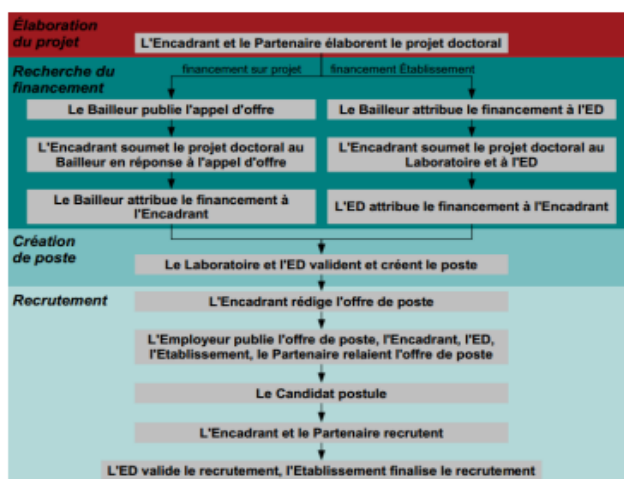 Élaboration
du projet
L'Encadrant et le Partenaire élaborent le projet doctoral
Recherche du
financement
financement sur projet
financement Établissement
Le Bailleur publie l'appel d'offre
Le Bailleur attribue le financement à l'ED
L'Encadrant soumet le projet doctoral au
Bailleur en réponse à l'appel d'offre
L'Encadrant soumet le projet doctoral au
Laboratoire et à l'ED
Le Bailleur attribue le financement à
l'Encadrant
L'ED attribue le financement à l'Encadrant
Création
de poste
Le Laboratoire et l'ED valident et créent le poste
Recrutement
L'Encadrant rédige l'offre de poste
L'Employeur publie l'offre de poste, l'Encadrant, l'ED,
l'Etablissement, le Partenaire relaient l'offre de poste
Le Candidat postule
L'Encadrant et le Partenaire recrutent
L'ED valide le recrutement, l'Etablissement finalise le recrutement